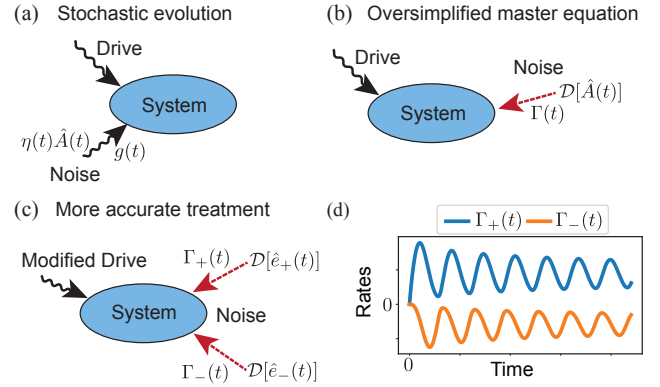 (a) Stochastic evolution
Drive
System
η(t)Â(t)
g(t)
Noise
(b) Oversimplified master equation
Drive
Noise
System
𝒟[Â(t)]
Γ(t)
(c) More accurate treatment
Modified Drive
Γ₊(t)
𝒟[ê₊(t)]
System
Noise
Γ₋(t)
𝒟[ê₋(t)]
(d)
Γ₊(t) Γ₋(t)
Rates
0
0
Time